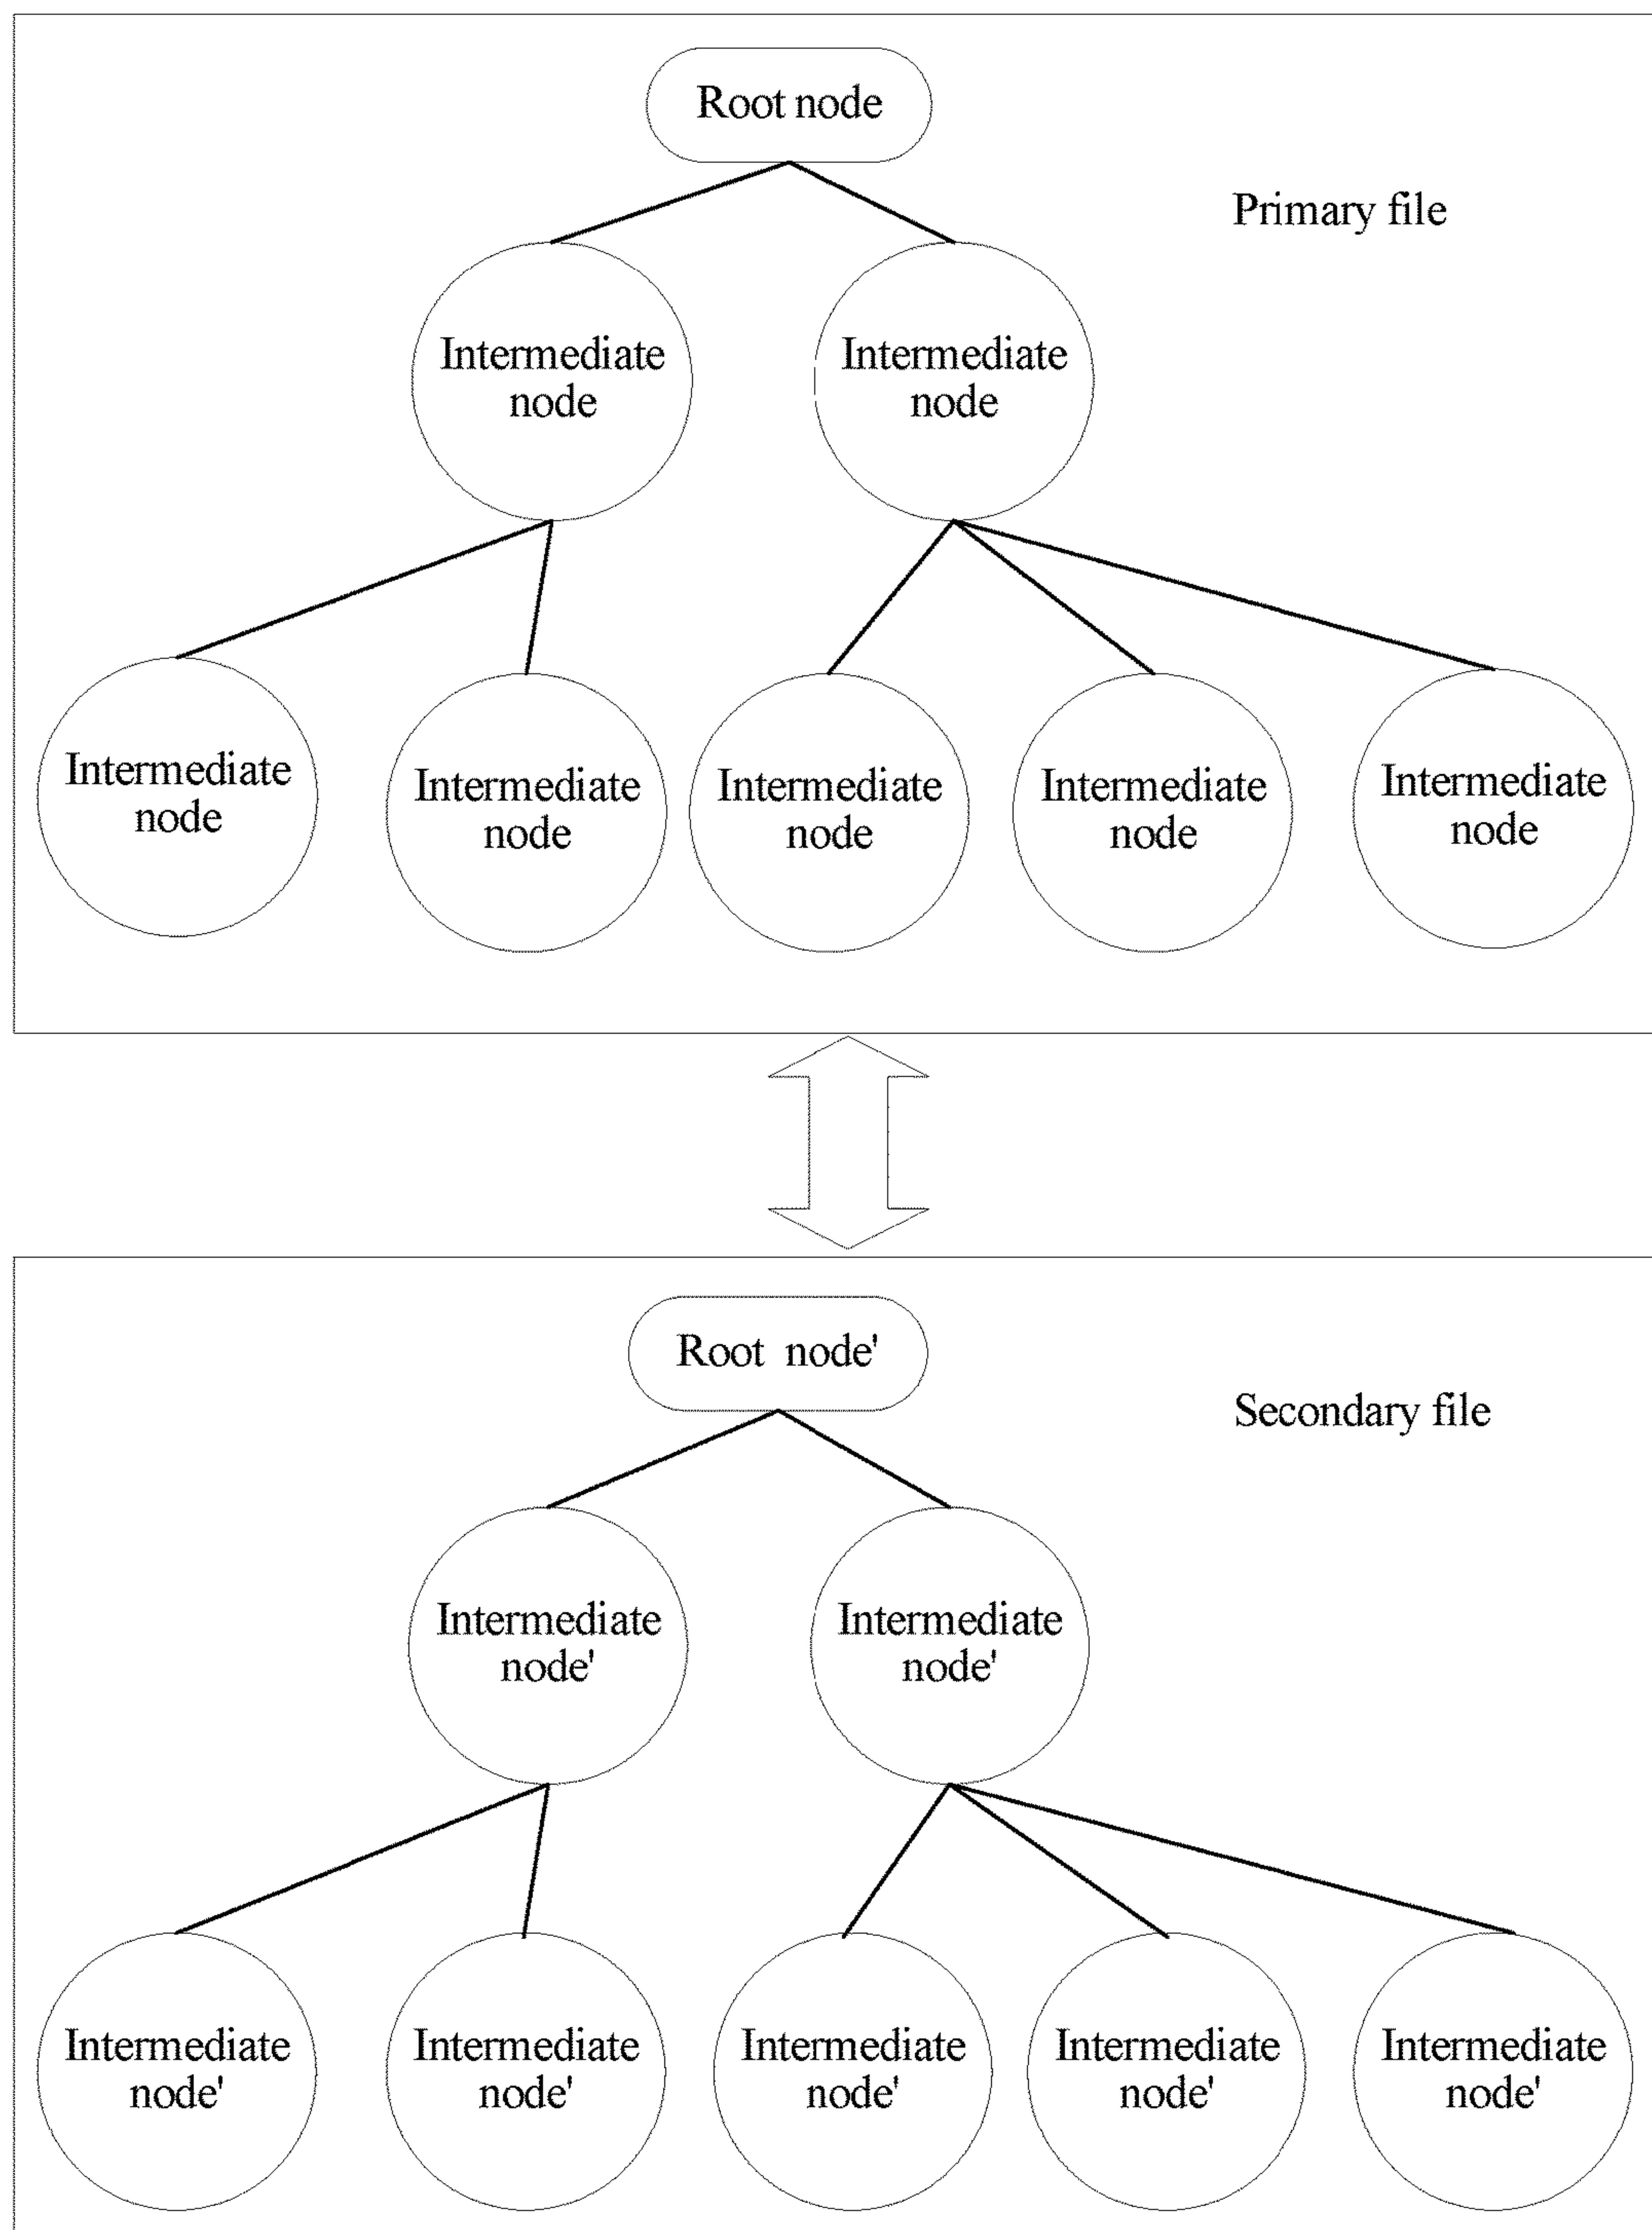 Root node
Primary file
Intermediate
node
Intermediate
node
Intermediate
node
Intermediate
node
Intermediate
node
Intermediate
node
Intermediate
node
Root  node'
Secondary file
Intermediate
node'
Intermediate
node'
Intermediate
node'
Intermediate
node'
Intermediate
node'
Intermediate
node'
Intermediate
node'